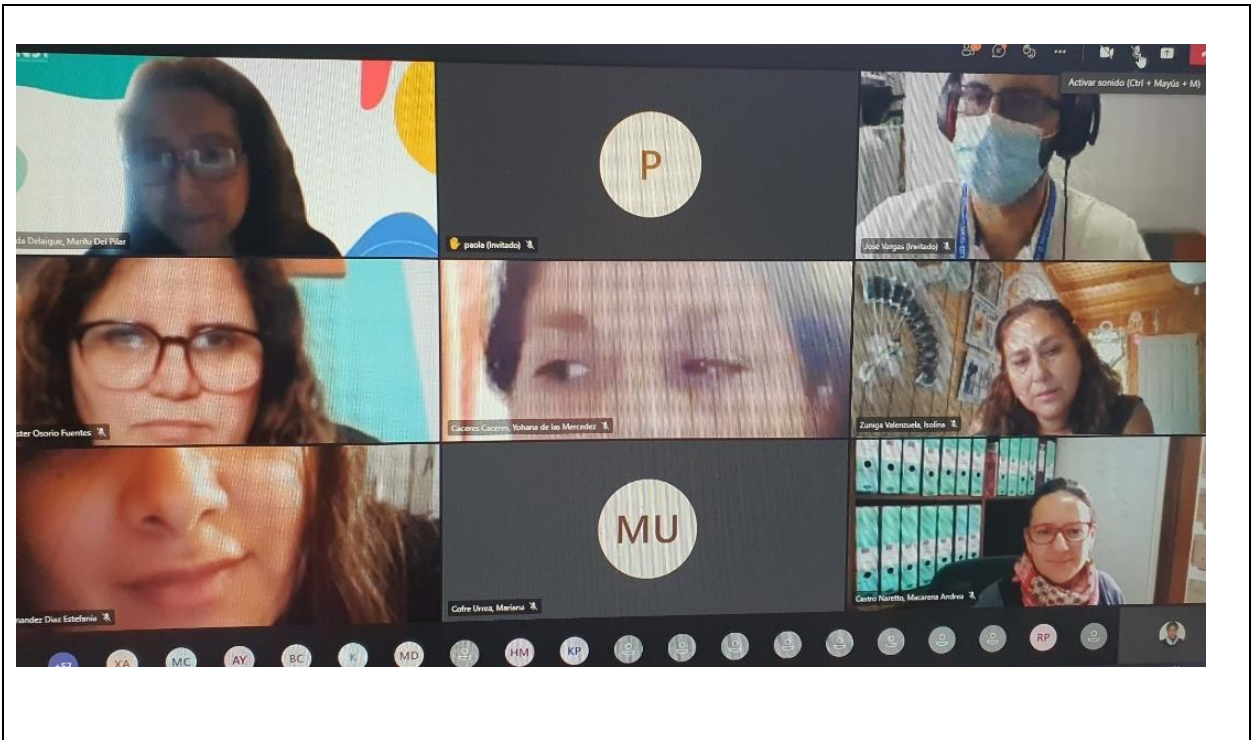 Activar sonido (Ctrl + Mayús + M)
da Delaique, Marilu Del Pilar
P
paola (Invitado)
José Vargas (Invitado)
ster Osorio Fuentes
Caceres Caceres, Yohana de las Mercedez
Zuniga Valenzuela, Isolina
nandez Diaz Estefania
MU
Cofre Urrea, Mariana
Castro Naretto, Macarena Andrea
+57
XA
MC
AY
BC
K
MD
HM
KP
RP